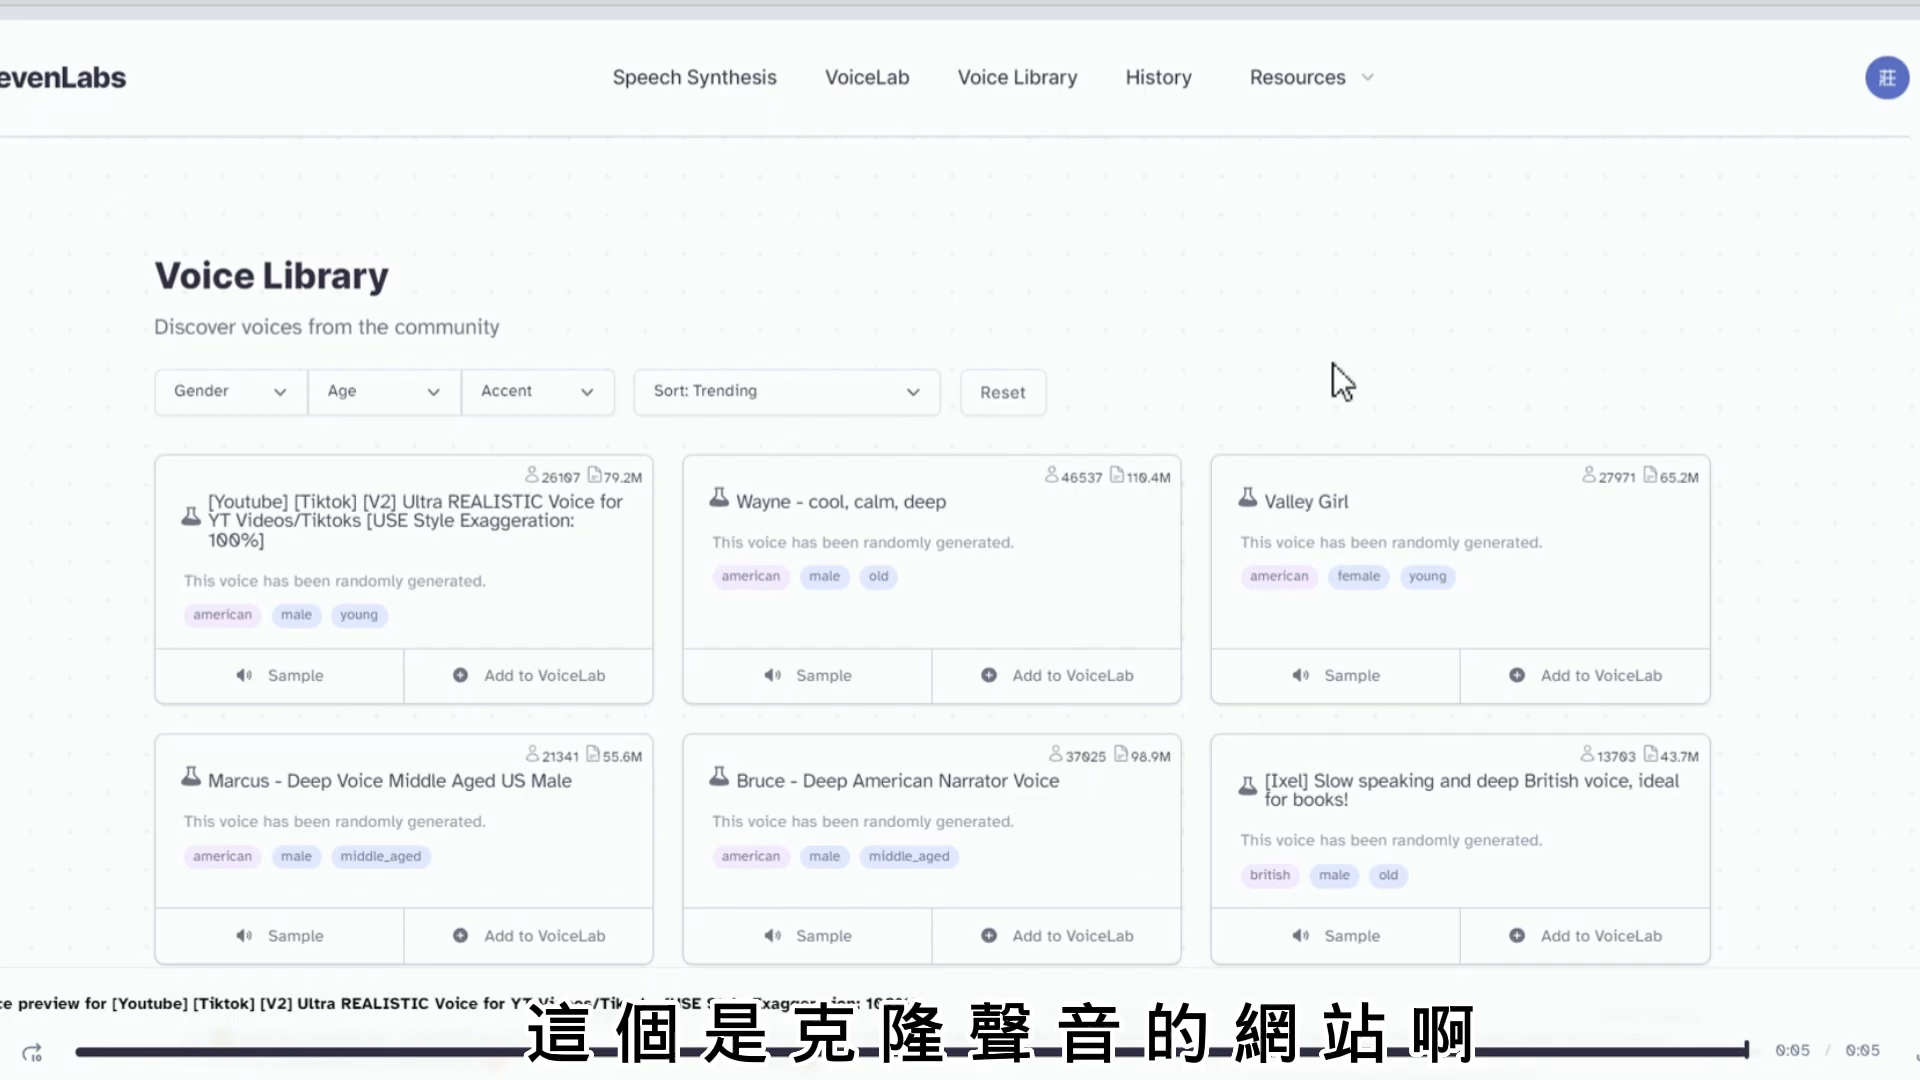 evenLabs
Speech Synthesis VoiceLab Voice Library History Resources 莊
Voice Library
Discover voices from the community
Gender Age Accent Sort: Trending Reset
26107 79.2M
[Youtube] [Tiktok] [V2] Ultra REALISTIC Voice for
YT Videos/Tiktoks [USE Style Exaggeration:
100%]
This voice has been randomly generated.
american male young
Sample Add to VoiceLab
46537 110.4M
Wayne - cool, calm, deep
This voice has been randomly generated.
american male old
Sample Add to VoiceLab
27971 65.2M
Valley Girl
This voice has been randomly generated.
american female young
Sample Add to VoiceLab
21341 55.6M
Marcus - Deep Voice Middle Aged US Male
This voice has been randomly generated.
american male middle_aged
Sample Add to VoiceLab
37025 98.9M
Bruce - Deep American Narrator Voice
This voice has been randomly generated.
american male middle_aged
Sample Add to VoiceLab
13703 43.7M
[Ixel] Slow speaking and deep British voice, ideal
for books!
This voice has been randomly generated.
british male old
Sample Add to VoiceLab
ce preview for [Youtube] [Tiktok] [V2] Ultra REALISTIC Voice for
這個是克隆聲音的網站啊
10 0:05 / 0:05